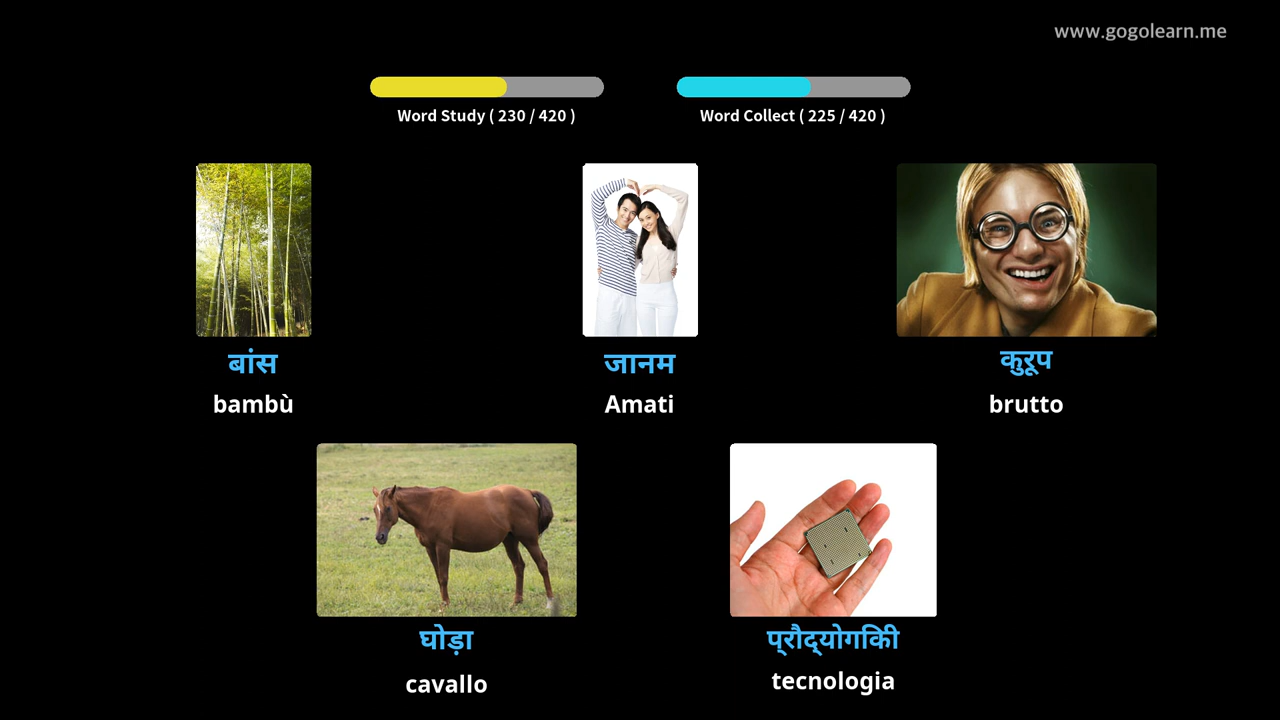 www.gogolearn.me
Word Study ( 230 / 420 )
Word Collect ( 225 / 420 )
बांस
जानम
कुरूप
bambù
Amati
brutto
घोड़ा
प्रौद्योगिकी
cavallo
tecnologia